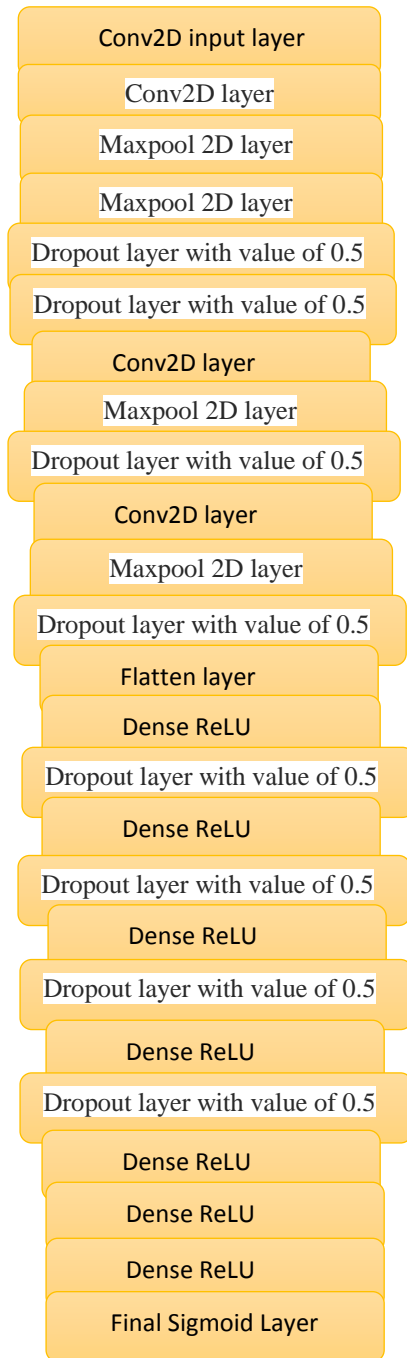 Conv2D input layer
Conv2D layer
Maxpool 2D layer
Maxpool 2D layer
Dropout layer with value of 0.5
Dropout layer with value of 0.5
Conv2D layer
Maxpool 2D layer
Dropout layer with value of 0.5
Conv2D layer
Maxpool 2D layer
Dropout layer with value of 0.5
Flatten layer
Dense ReLU
Dropout layer with value of 0.5
Dense ReLU
Dropout layer with value of 0.5
Dense ReLU
Dropout layer with value of 0.5
Dense ReLU
Dropout layer with value of 0.5
Dense ReLU
Dense ReLU
Dense ReLU
Final Sigmoid Layer